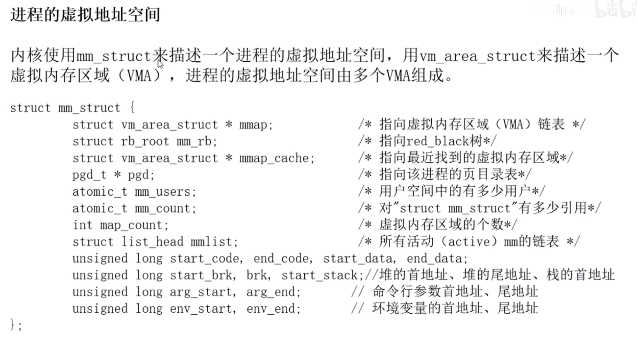 进程的虚拟地址空间
内核使用mm_struct来描述一个进程的虚拟地址空间，用vm_area_struct来描述一个
虚拟内存区域（VMA），进程的虚拟地址空间由多个VMA组成。
struct mm_struct {
struct vm_area_struct * mmap; /* 指向虚拟内存区域（VMA）链表 */
struct rb_root mm_rb; /* 指向red_black树*/
struct vm_area_struct * mmap_cache; /* 指向最近找到的虚拟内存区域*/
pgd_t * pgd; /* 指向该进程的页目录表*/
atomic_t mm_users; /* 用户空间中的有多少用户*/
atomic_t mm_count; /* 对"struct mm_struct"有多少引用*/
int map_count; /* 虚拟内存区域的个数*/
struct list_head mmlist; /* 所有活动（active）mm的链表 */
unsigned long start_code, end_code, start_data, end_data;
unsigned long start_brk, brk, start_stack;//堆的首地址、堆的尾地址、栈的首地址
unsigned long arg_start, arg_end; // 命令行参数首地址、尾地址
unsigned long env_start, env_end; // 环境变量的首地址、尾地址
};